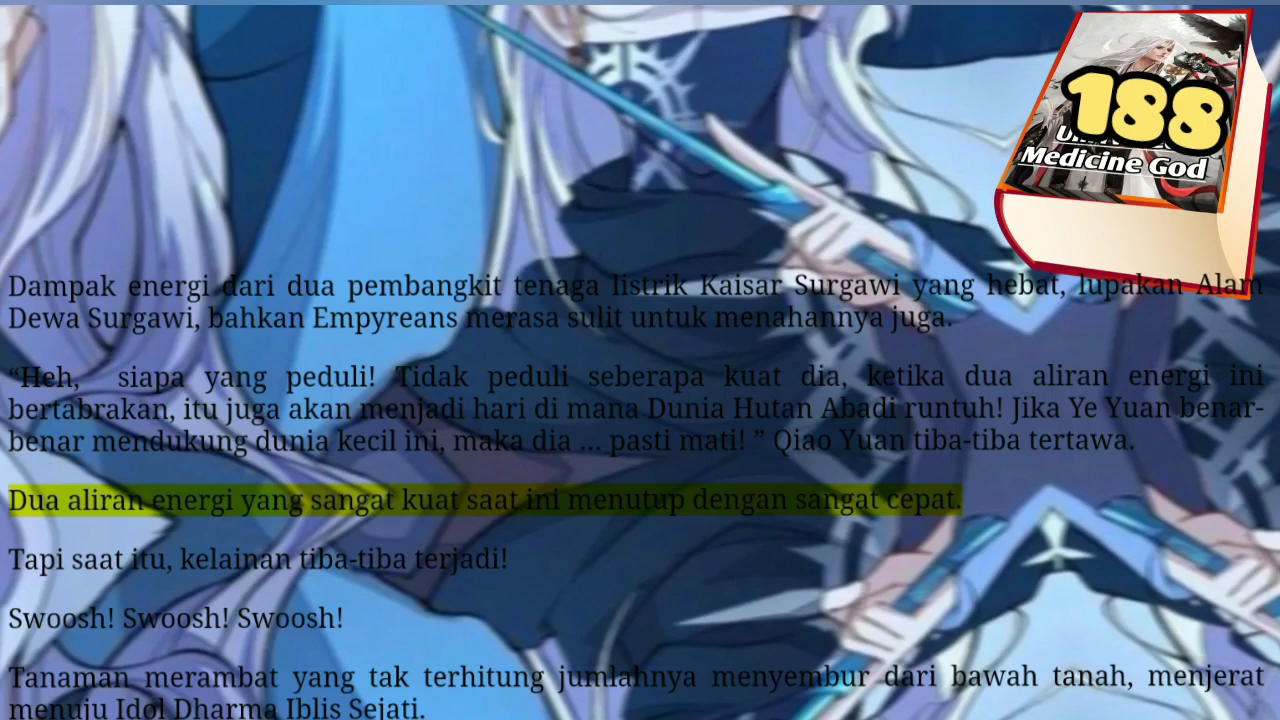 188
Medicine God
Dampak energi dari dua pembangkit tenaga listrik Kaisar Surgawi yang hebat, lupakan Alam
Dewa Surgawi, bahkan Empyreans merasa sulit untuk menahannya juga.
“Heh, siapa yang peduli! Tidak peduli seberapa kuat dia, ketika dua aliran energi ini
bertabrakan, itu juga akan menjadi hari di mana Dunia Hutan Abadi runtuh! Jika Ye Yuan benar-
benar mendukung dunia kecil ini, maka dia ... pasti mati! ” Qiao Yuan tiba-tiba tertawa.
Dua aliran energi yang sangat kuat saat ini menutup dengan sangat cepat.
Tapi saat itu, kelainan tiba-tiba terjadi!
Swoosh! Swoosh! Swoosh!
Tanaman merambat yang tak terhitung jumlahnya menyembur dari bawah tanah, menjerat
menuju Idol Dharma Iblis Sejati.